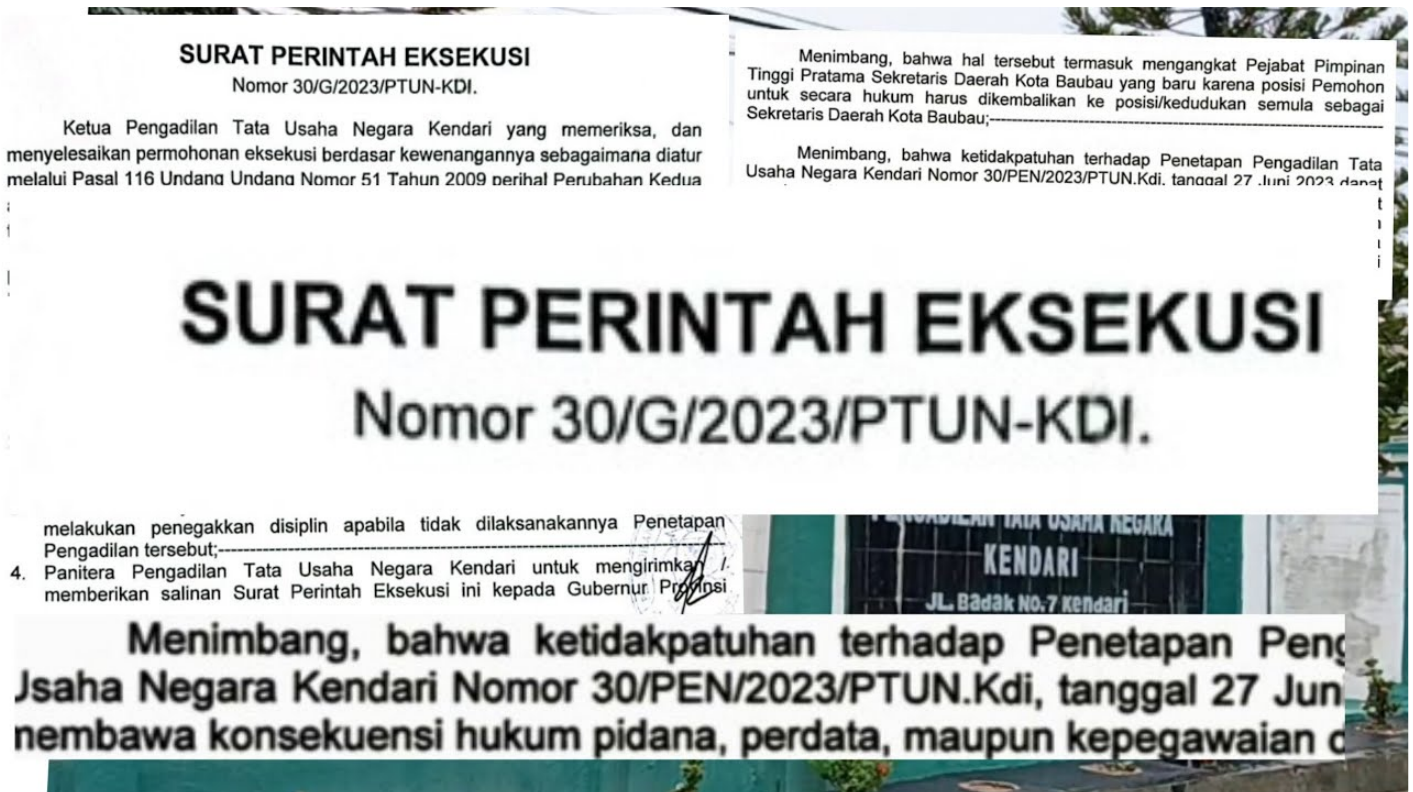 SURAT PERINTAH EKSEKUSI
Nomor 30/G/2023/PTUN-KDI.
Ketua Pengadilan Tata Usaha Negara Kendari yang memeriksa, dan
menyelesaikan permohonan eksekusi berdasar kewenangannya sebagaimana diatur
melalui Pasal 116 Undang Undang Nomor 51 Tahun 2009 perihal Perubahan Kedua
Menimbang, bahwa hal tersebut termasuk mengangkat Pejabat Pimpinan
Tinggi Pratama Sekretaris Daerah Kota Baubau yang baru karena posisi Pemohon
untuk secara hukum harus dikembalikan ke posisi/kedudukan semula sebagai
Sekretaris Daerah Kota Baubau;
Menimbang, bahwa ketidakpatuhan terhadap Penetapan Pengadilan Tata
Usaha Negara Kendari Nomor 30/PEN/2023/PTUN.Kdi, tanggal 27 Juni 2023 dapat
SURAT PERINTAH EKSEKUSI
Nomor 30/G/2023/PTUN-KDI.
melakukan penegakkan disiplin apabila tidak dilaksanakannya Penetapan
Pengadilan tersebut;
4. Panitera Pengadilan Tata Usaha Negara Kendari untuk mengirimkan /
memberikan salinan Surat Perintah Eksekusi ini kepada Gubernur Provinsi
PENGADILAN TATA USAHA NEGARA
KENDARI
JL. Badak NO.7 Kendari
Menimbang, bahwa ketidakpatuhan terhadap Penetapan Peng
Usaha Negara Kendari Nomor 30/PEN/2023/PTUN.Kdi, tanggal 27 Jun
membawa konsekuensi hukum pidana, perdata, maupun kepegawaian